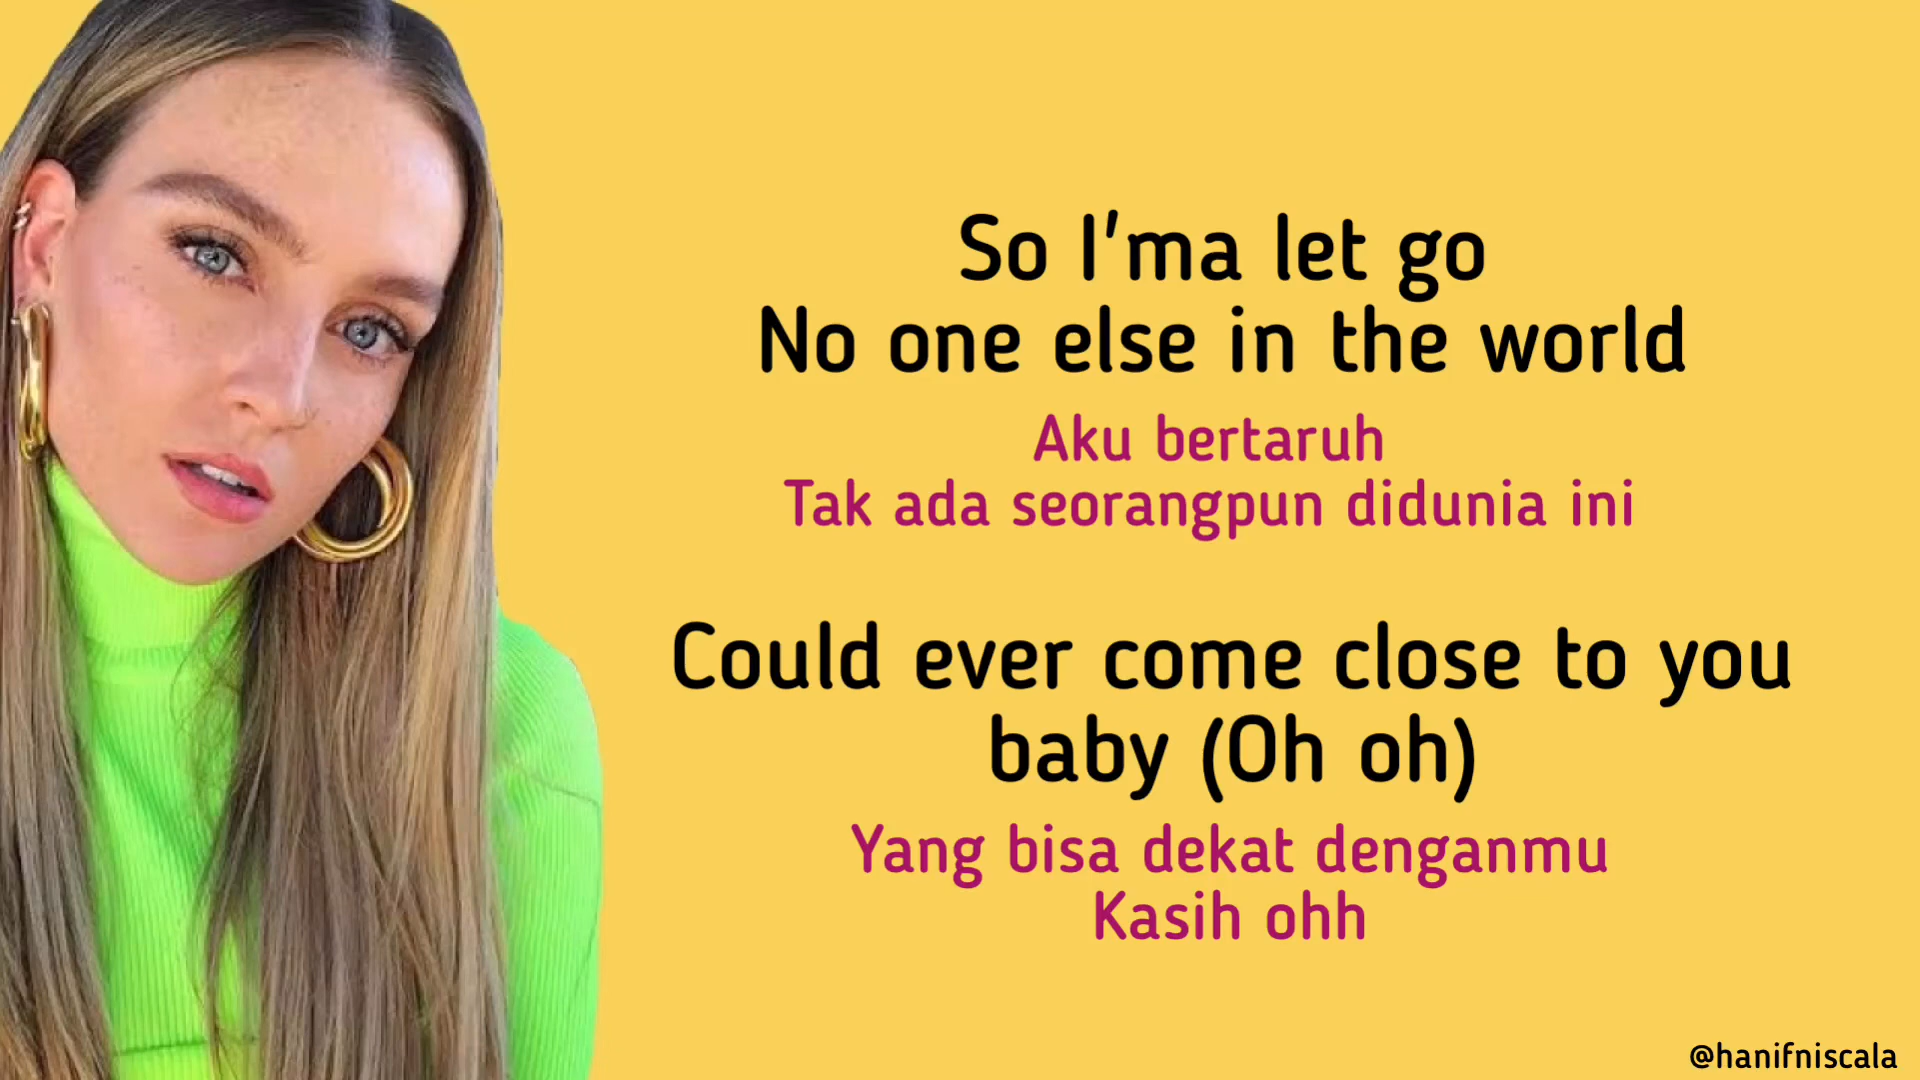 So I'ma let go
No one else in the world
Aku bertaruh
Tak ada seorangpun didunia ini
Could ever come close to you
baby (Oh oh)
Yang bisa dekat denganmu
Kasih ohh
@hanifniscala